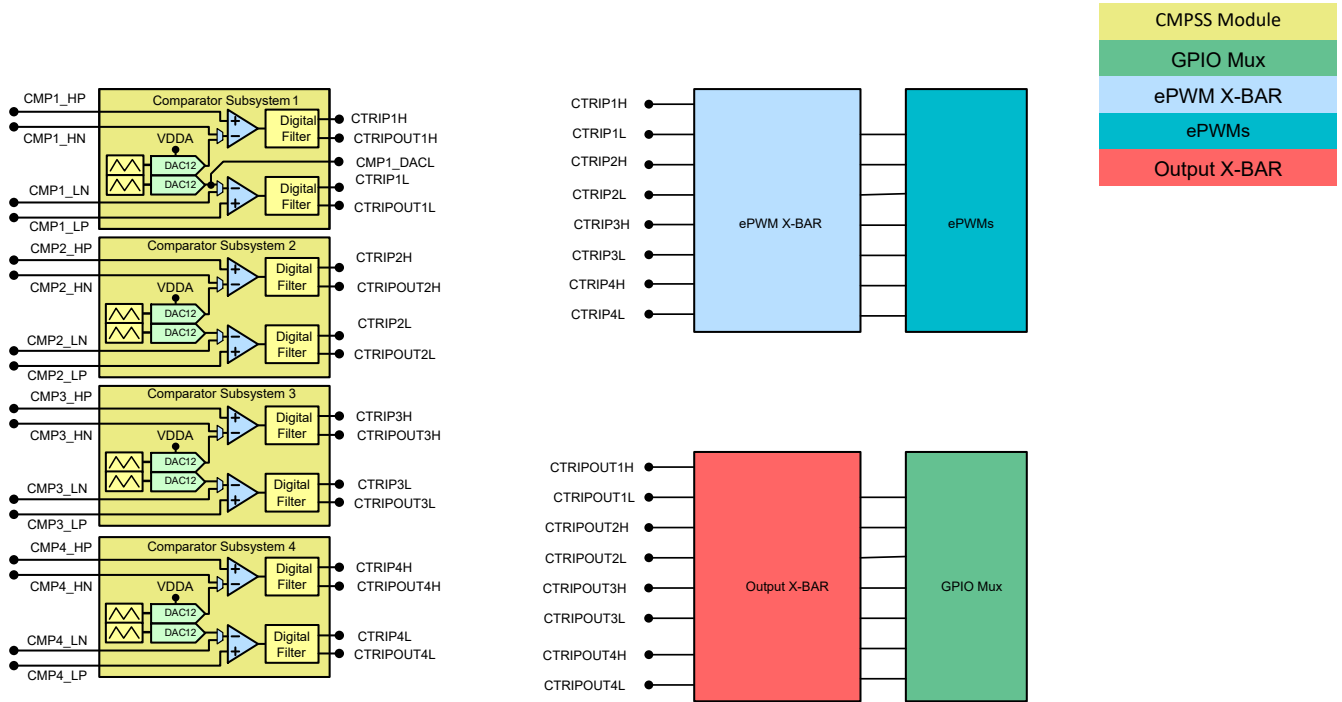 CMPSS Module
GPIO Mux
ePWM X-BAR
ePWMs
Output X-BAR
CMP1_HP
CMP1_HN
CMP1_LN
CMP1_LP
Comparator Subsystem 1
VDDA
DAC12
DAC12
Digital
Filter
Digital
Filter
CTRIP1H
CTRIPOUT1H
CMP1_DACL
CTRIP1L
CTRIPOUT1L
CMP2_HP
CMP2_HN
CMP2_LN
CMP2_LP
Comparator Subsystem 2
VDDA
DAC12
DAC12
Digital
Filter
Digital
Filter
CTRIP2H
CTRIPOUT2H
CTRIP2L
CTRIPOUT2L
CMP3_HP
CMP3_HN
CMP3_LN
CMP3_LP
Comparator Subsystem 3
VDDA
DAC12
DAC12
Digital
Filter
Digital
Filter
CTRIP3H
CTRIPOUT3H
CTRIP3L
CTRIPOUT3L
CMP4_HP
CMP4_HN
CMP4_LN
CMP4_LP
Comparator Subsystem 4
VDDA
DAC12
DAC12
Digital
Filter
Digital
Filter
CTRIP4H
CTRIPOUT4H
CTRIP4L
CTRIPOUT4L
CTRIP1H
CTRIP1L
CTRIP2H
CTRIP2L
CTRIP3H
CTRIP3L
CTRIP4H
CTRIP4L
ePWM X-BAR
ePWMs
CTRIPOUT1H
CTRIPOUT1L
CTRIPOUT2H
CTRIPOUT2L
CTRIPOUT3H
CTRIPOUT3L
CTRIPOUT4H
CTRIPOUT4L
Output X-BAR
GPIO Mux